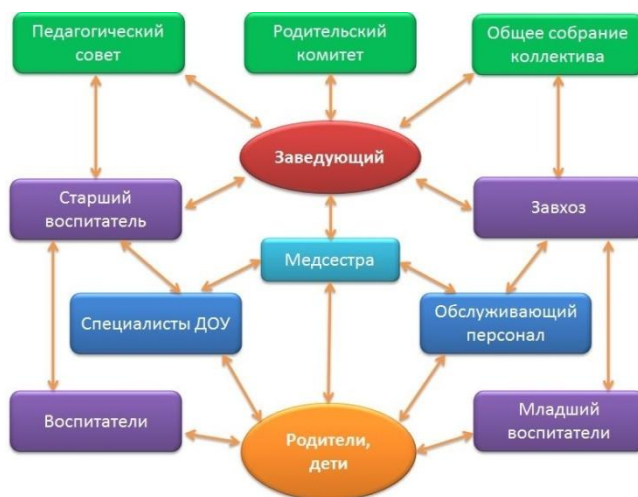 Педагогический
совет
Родительский
комитет
Общее собрание
коллектива
Заведующий
Старший
воспитатель
Завхоз
Медсестра
Специалисты ДОУ
Обслуживающий
персонал
Воспитатели
Родители,
дети
Младший
воспитатели